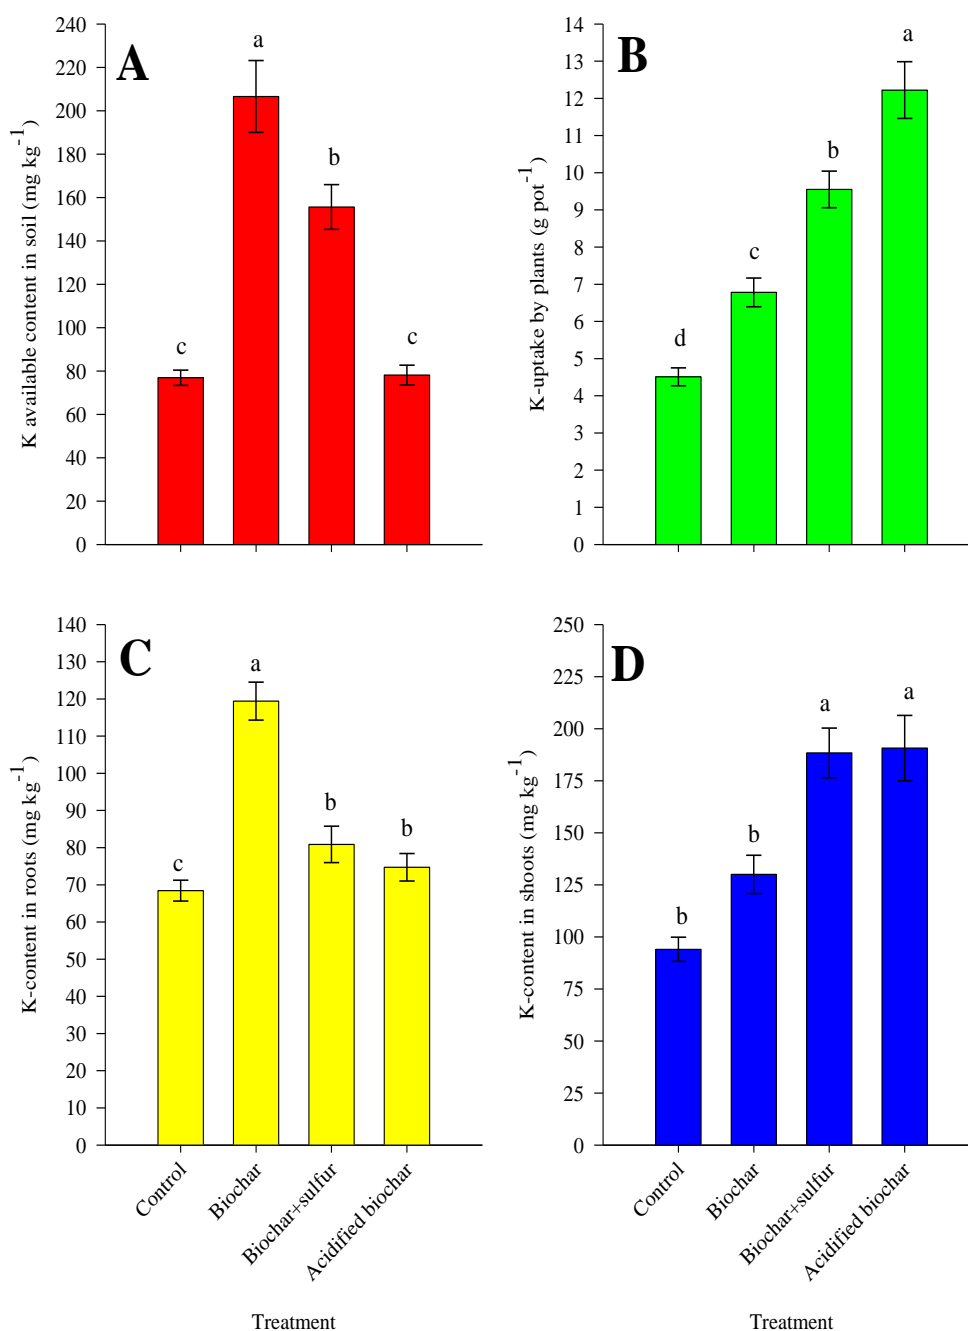 A
K available content in soil (mg kg-1)
240
220
200
180
160
140
120
100
80
60
40
20
0
c
a
b
c
B
K-uptake by plants (g pot-1)
14
13
12
11
10
9
8
7
6
5
4
3
2
1
0
d
c
b
a
C
K-content in roots (mg kg-1)
140
130
120
110
100
90
80
70
60
50
40
30
20
10
0
c
a
b
b
Control
Biochar
Biochar+sulfur
Acidified biochar
Treatment
D
K-content in shoots (mg kg-1)
250
225
200
175
150
125
100
75
50
25
0
b
b
a
a
Control
Biochar
Biochar+sulfur
Acidified biochar
Treatment